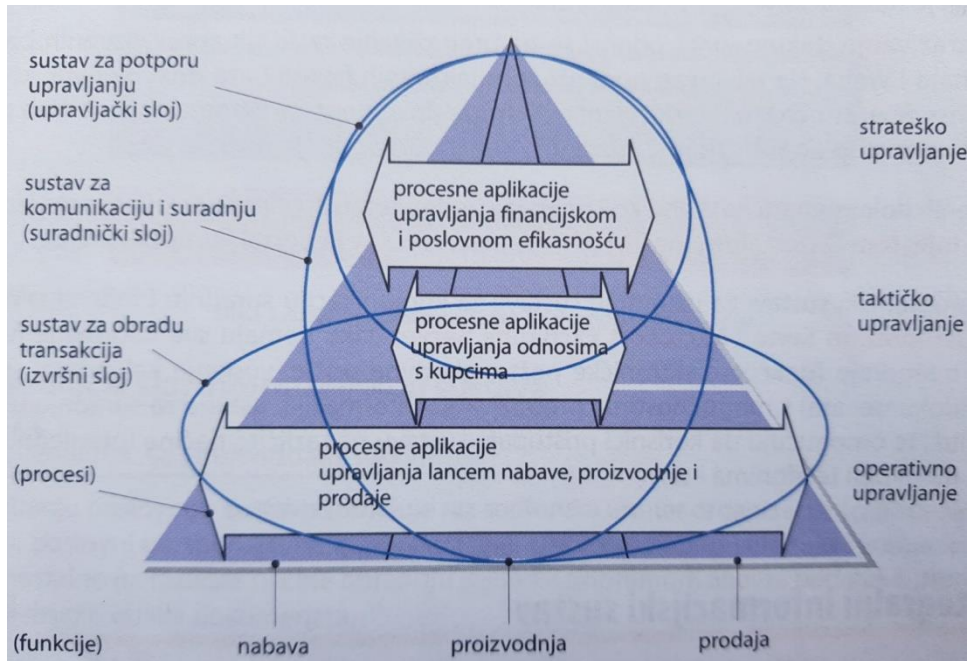 sustav za potporu
upravljanju
(upravljački sloj)
strateško
upravljanje
sustav za
komunikaciju i suradnju
(suradnički sloj)
procesne aplikacije
upravljanja financijskom
i poslovnom efikasnošću
taktičko
upravljanje
sustav za obradu
transakcija
(izvršni sloj)
procesne aplikacije
upravljanja odnosima
s kupcima
(procesi)
procesne aplikacije
upravljanja lancem nabave, proizvodnje i
prodaje
operativno
upravljanje
(funkcije)
nabava
proizvodnja
prodaja